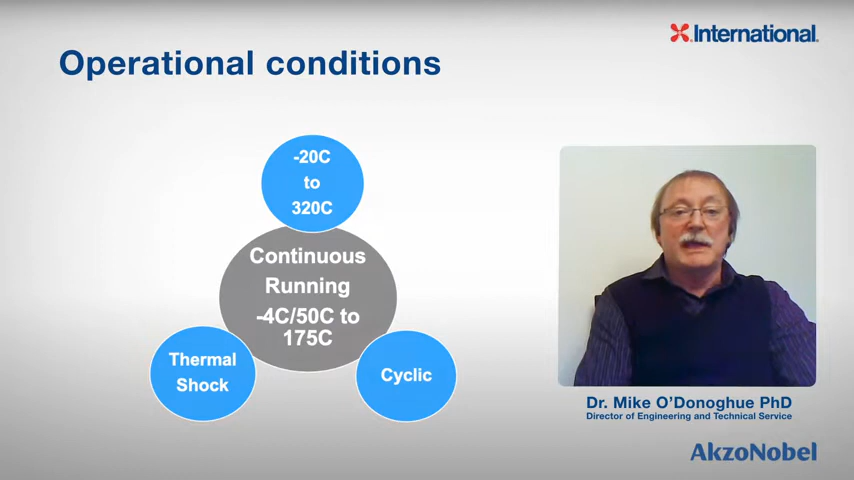 International.
Operational conditions
-20C
to
320C
Continuous
Running
-4C/50C to
175C
Thermal
Shock
Cyclic
Dr. Mike O'Donoghue PhD
Director of Engineering and Technical Service
AkzoNobel